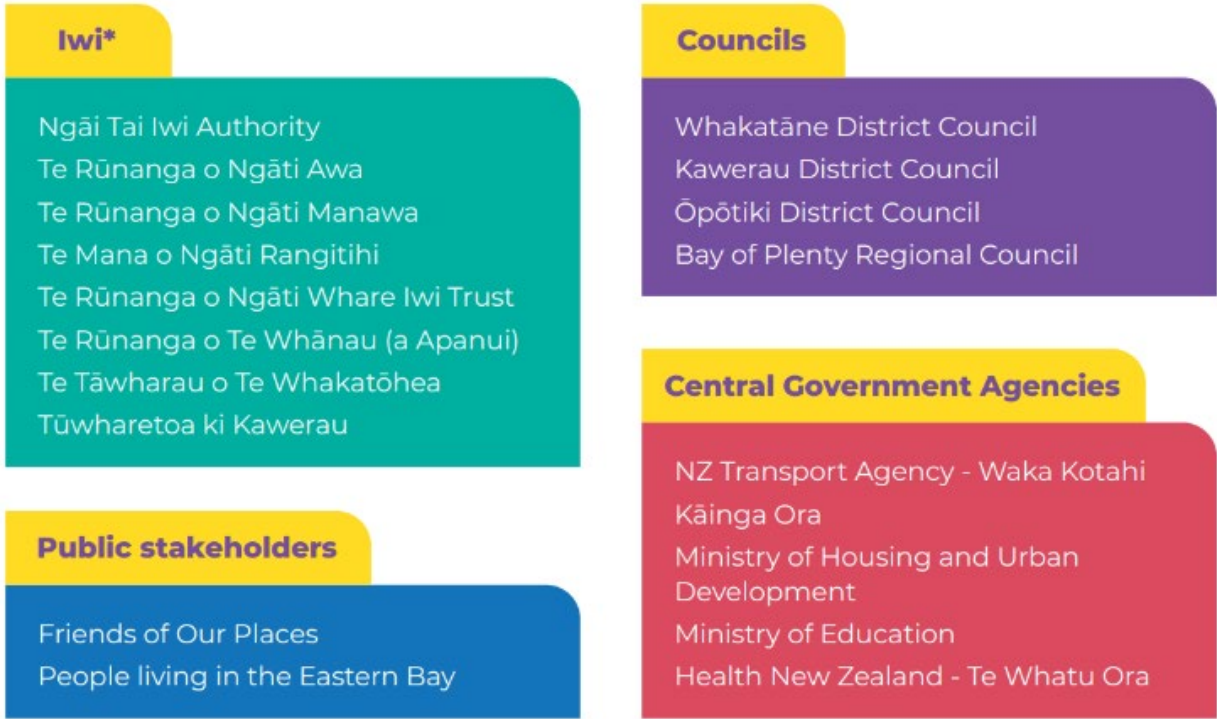 Iwi*
Ngāi Tai Iwi Authority
Te Rūnanga o Ngāti Awa
Te Rūnanga o Ngāti Manawa
Te Mana o Ngāti Rangitihi
Te Rūnanga o Ngāti Whare Iwi Trust
Te Rūnanga o Te Whānau (a Apanui)
Te Tāwharau o Te Whakatōhea
Tūwharetoa ki Kawerau
Public stakeholders
Friends of Our Places
People living in the Eastern Bay
Councils
Whakatāne District Council
Kawerau District Council
Ōpōtiki District Council
Bay of Plenty Regional Council
Central Government Agencies
NZ Transport Agency - Waka Kotahi
Kāinga Ora
Ministry of Housing and Urban
Development
Ministry of Education
Health New Zealand - Te Whatu Ora